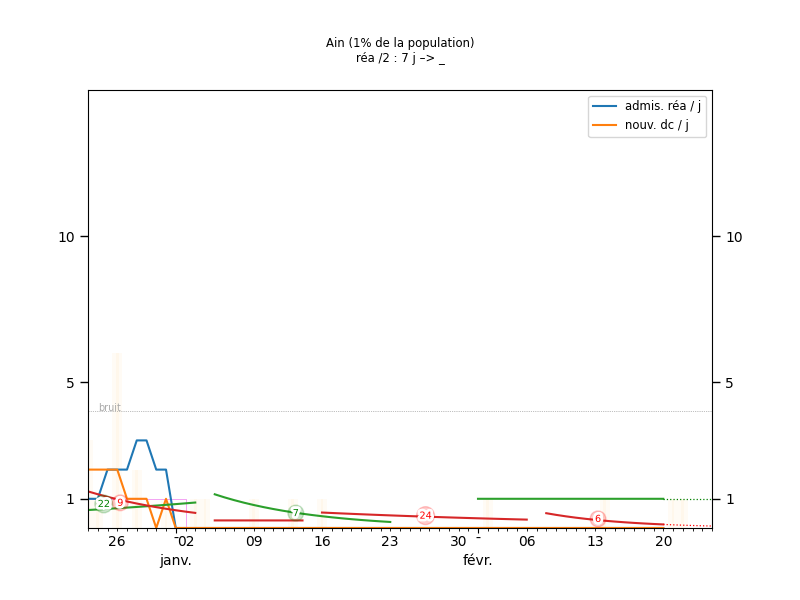 Ain (1% de la population)
réa /2 : 7 j –> _
admis. réa / j
nouv. dc / j
10 10
5 5
bruit
1 1
22 9 7 24 6
26 02 09 16 23 30 06 13 20
janv. févr.